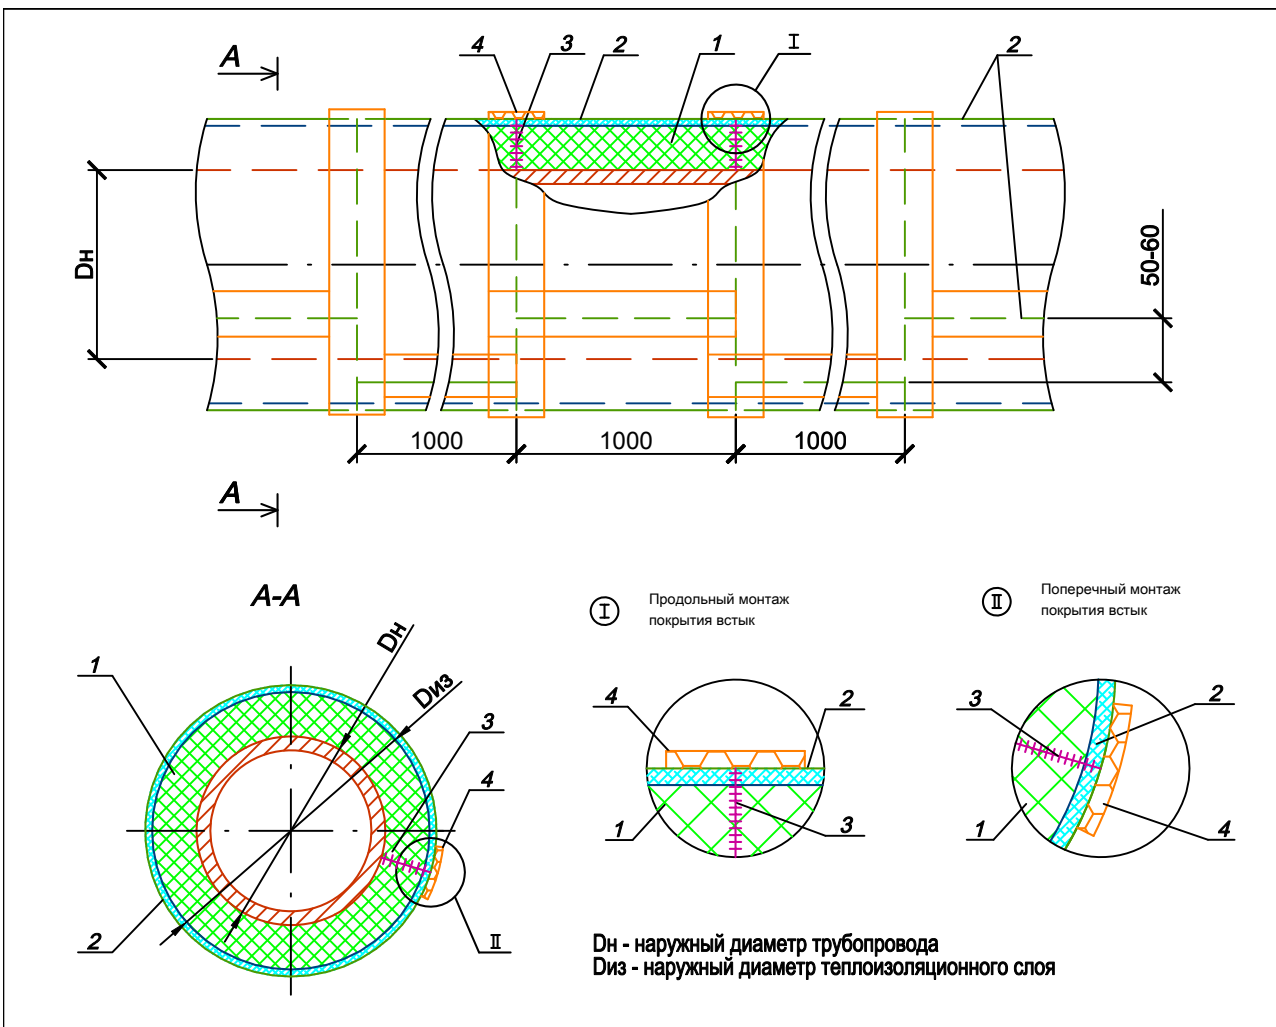 A
4
3
2
1
I
2
Dн
50-60
1000
1000
1000
A
A-A
I
Продольный монтаж
покрытия встык
II
Поперечный монтаж
покрытия встык
Dн
Dиз
1
3
4
2
II
4
2
1
3
3
2
1
4
Dн - наружный диаметр трубопровода
Dиз - наружный диаметр теплоизоляционного слоя